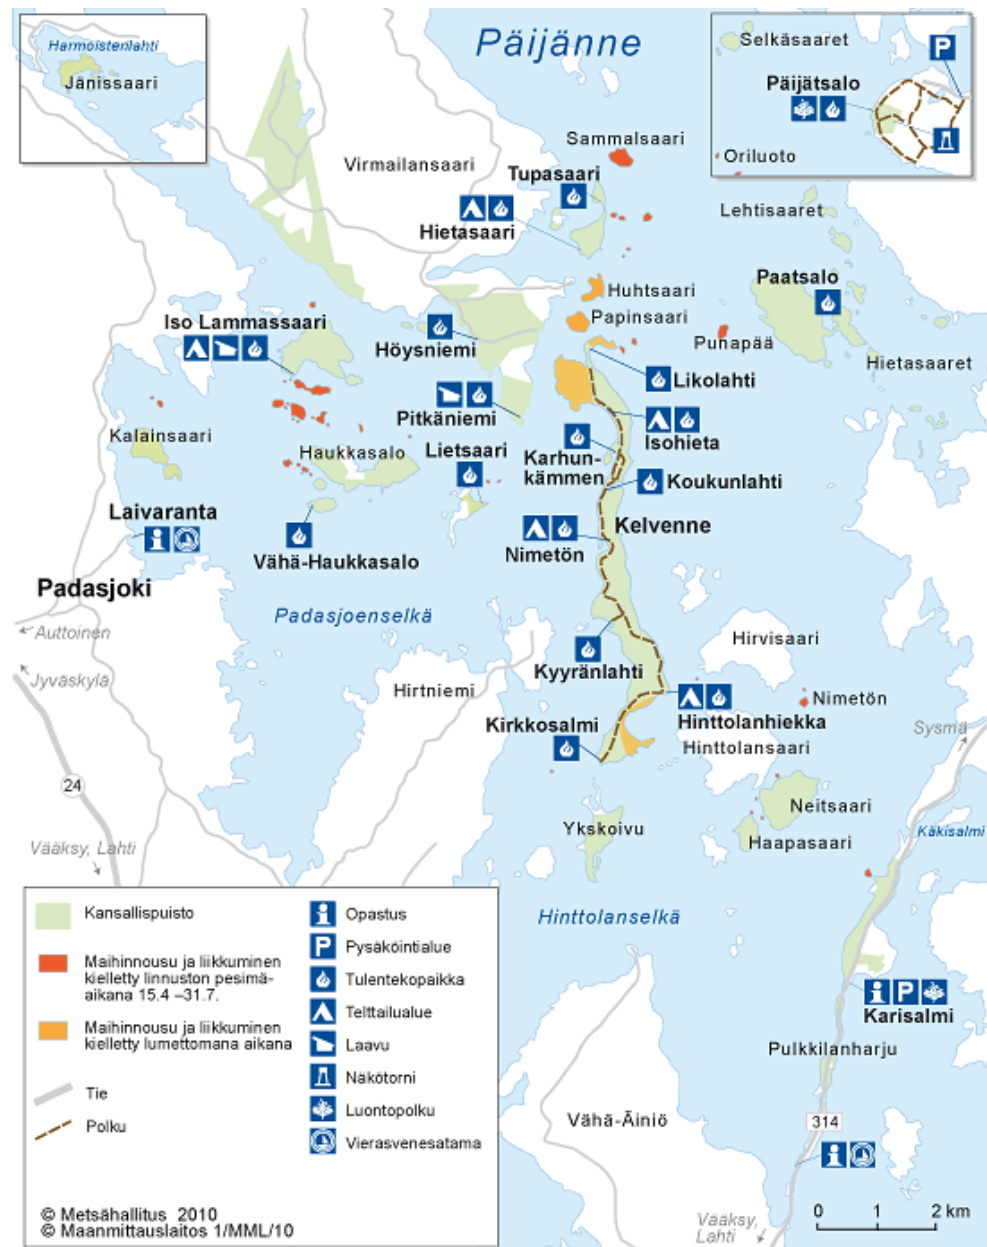 Harmoistenlahti
Jänissaari
Päijänne
Selkäsaaret
P
Päijätsalo
Oriluoto
Sammalsaari
Virmailansaari
Tupasaari
Hietasaari
Lehtisaaret
Paatsalo
Huhtsaari
Papinsaari
Punapää
Hietasaaret
Iso Lammassaari
Höysniemi
Likolahti
Pitkäniemi
Isohieta
Kalainsaari
Haukkasalo
Lietsaari
Karhun-
kämmen
Koukunlahti
Laivaranta
Kelvenne
Vähä-Haukkasalo
Nimetön
Padasjoki
Padasjoenselkä
Auttoinen
Hirvisaari
Jyväskylä
Kyyränlahti
Hirtniemi
Nimetön
Kirkkosalmi
Hinttolanhiekka
Sysmä
Hinttolansaari
24
Neitsaari
Ykskoivu
Haapasaari
Käkisalmi
Vääksy, Lahti
Hinttolanselkä
Kansallispuisto
Maihinnousu ja liikkuminen
kielletty linnuston pesimä-
aikana 15.4 –31.7.
Maihinnousu ja liikkuminen
kielletty lumettomana aikana
Tie
Polku
Opastus
P
Pysäköintialue
Tulentekopaikka
Telttailualue
Laavu
Näkötorni
Luontopolku
Vierasvenesatama
© Metsähallitus 2010
© Maanmittauslaitos 1/MML/10
P
Karisalmi
Pulkkilanharju
Vähä-Äiniö
314
0 1 2 km
Vääksy,
Lahti